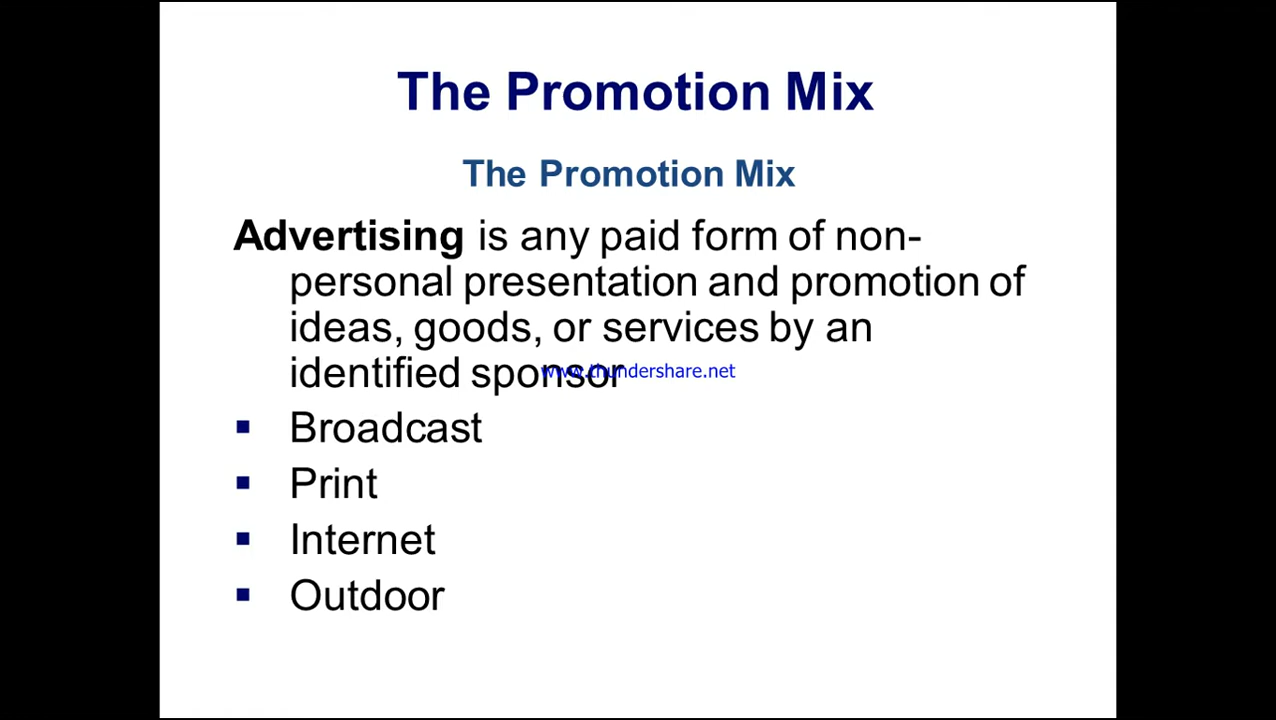 The Promotion Mix
The Promotion Mix
Advertising is any paid form of non-
personal presentation and promotion of
ideas, goods, or services by an
identified sponsor
www.thundershare.net
Broadcast
Print
Internet
Outdoor